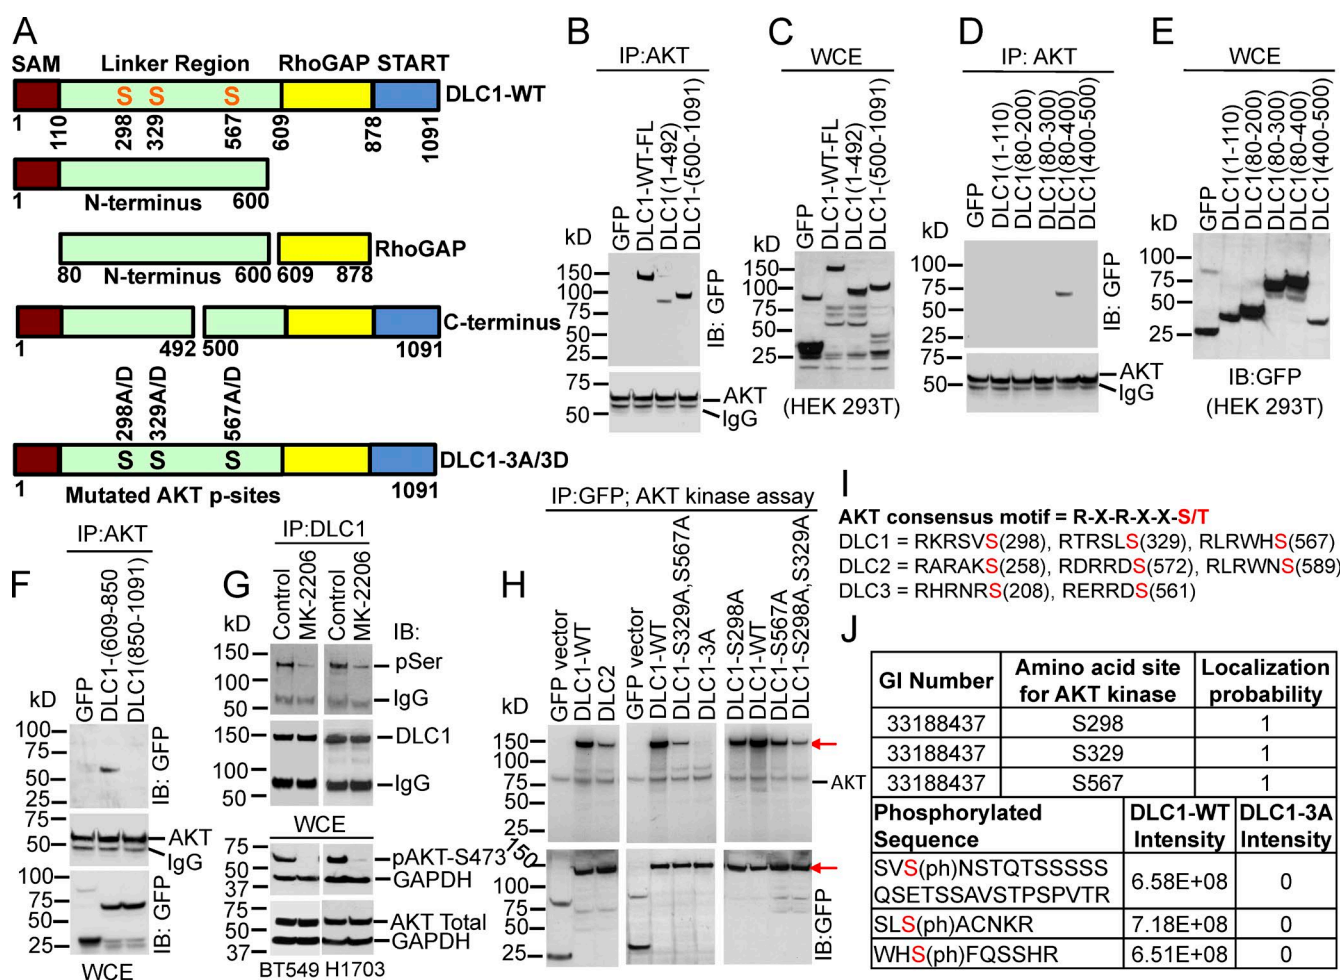 A
SAM Linker Region RhoGAP START
S S S
DLC1-WT
1 110 298 329 567 609 878 1091
1 N-terminus 600
RhoGAP
80 N-terminus 600 609 878
C-terminus
1 492 500 1091
298A/D 329A/D 567A/D
S S S
DLC1-3A/3D
1 Mutated AKT p-sites 1091
B
IP:AKT
GFP
DLC1-WT-FL
DLC1(1-492)
DLC1-(500-1091)
kD
150
100
75
50
25
IB: GFP
75
50
AKT
IgG
C
WCE
GFP
DLC1-WT-FL
DLC1(1-492)
DLC1-(500-1091)
kD
150
100
75
50
25
(HEK 293T)
D
IP: AKT
GFP
DLC1(1-110)
DLC1(80-200)
DLC1(80-300)
DLC1(80-400)
DLC1(400-500)
kD
100
75
50
25
IB: GFP
75
50
AKT
IgG
E
WCE
GFP
DLC1(1-110)
DLC1(80-200)
DLC1(80-300)
DLC1(80-400)
DLC1(400-500)
kD
100
75
50
25
IB:GFP
(HEK 293T)
F
IP:AKT
GFP
DLC1-(609-850
DLC1(850-1091)
kD
100
75
50
25
IB: GFP
75
50
AKT
IgG
100
75
50
25
IB: GFP
WCE
G
IP:DLC1
Control
MK-2206
Control
MK-2206
kD
IB:
150
100
75
50
pSer
IgG
150
100
50
DLC1
IgG
WCE
75
50
37
pAKT-S473
GAPDH
75
50
37
AKT Total
GAPDH
BT549 H1703
H
IP:GFP; AKT kinase assay
GFP vector
DLC1-WT
DLC2
GFP vector
DLC1-WT
DLC1-S329A,S567A
DLC1-3A
DLC1-S298A
DLC1-WT
DLC1-S567A
DLC1-S298A,S329A
kD
150
100
75
50
25
AKT
150
100
75
50
25
IB:GFP
I
AKT consensus motif = R-X-R-X-X-S/T
DLC1 = RKRSVS(298), RTRSLS(329), RLRWHS(567)
DLC2 = RARAKS(258), RDRRDS(572), RLRWNS(589)
DLC3 = RHRNRS(208), RERRDS(561)
J
GI Number Amino acid site for AKT kinase Localization probability
33188437 S298 1
33188437 S329 1
33188437 S567 1
Phosphorylated Sequence DLC1-WT Intensity DLC1-3A Intensity
SVS(ph)NSTQTSSSSS
QSETSSAVSTPSPVTR 6.58E+08 0
SLS(ph)ACNKR 7.18E+08 0
WHS(ph)FQSSHR 6.51E+08 0